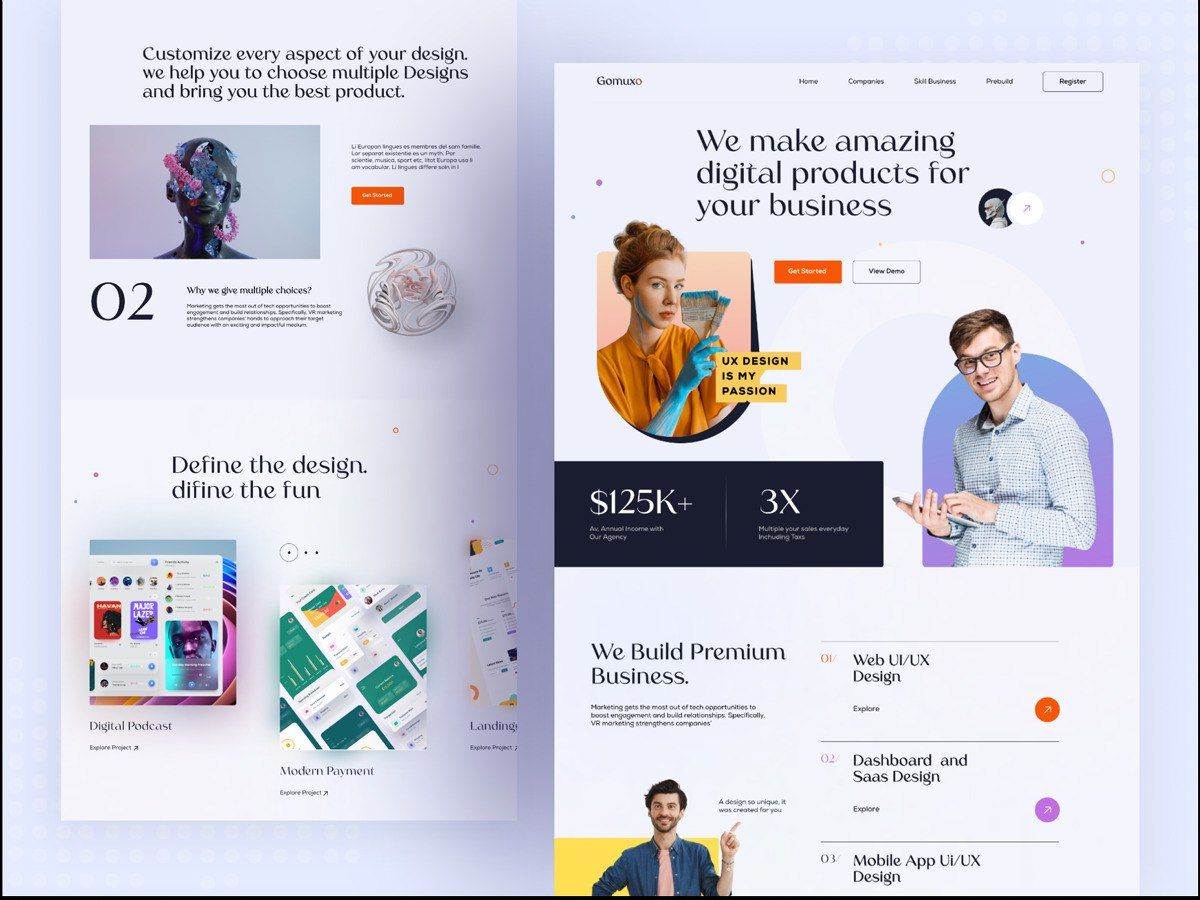 Customize every aspect of your design.
we help you to choose multiple Designs
and bring you the best product.
Li Europan lingues es membres del sam familie.
Lor separat existentie es un myth. Por
scientie, musica, sport etc, litot Europa usa li
am vocabular. Li lingues differe soln in l
Get Started
02
Why we give multiple choices?
Marketing gets the most out of tech opportunities to boost
engagement and build relationships. Specifically, VR marketing
strengthens companies' hands to approach their target
audience with an exciting and impactful medium.
Define the design.
difine the fun
Friends Activity
HAVAN
MAJOR
LAZER
Digital Podcast
Explore Project
Modern Payment
Explore Project
Landing
Explore Project
Gomuxo
Home
Companies
Skill Business
Prebuild
Register
We make amazing
digital products for
your business
Get Started
View Demo
UX DESIGN
IS MY
PASSION
$125K+
Av, Annual Income with
Our Agency
3X
Multiple your sales everyday
Inchuding Taxs
We Build Premium
Business.
Marketing gets the most out of tech opportunities to
boost engagement and build relationships. Specifically,
VR marketing strengthens companies'
A design so unique, it
was created for you
01/
Web UI/UX
Design
Explore
02/
Dashboard and
Saas Design
Explore
03/
Mobile App Ui/UX
Design